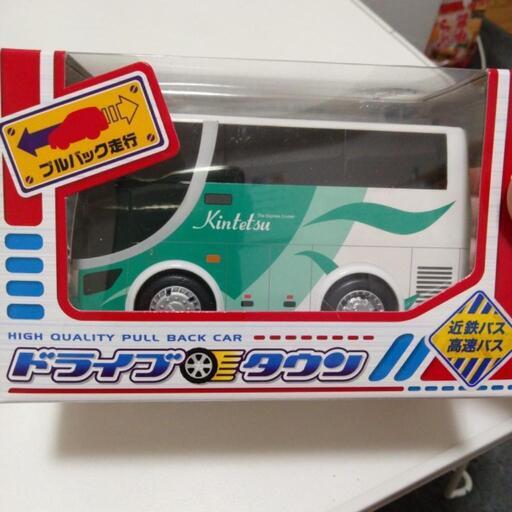 プルバック走行
The Express Cruiser
Kintetsu
HIGH QUALITY PULL BACK CAR
ドライブタウン
近鉄バス
高速バス